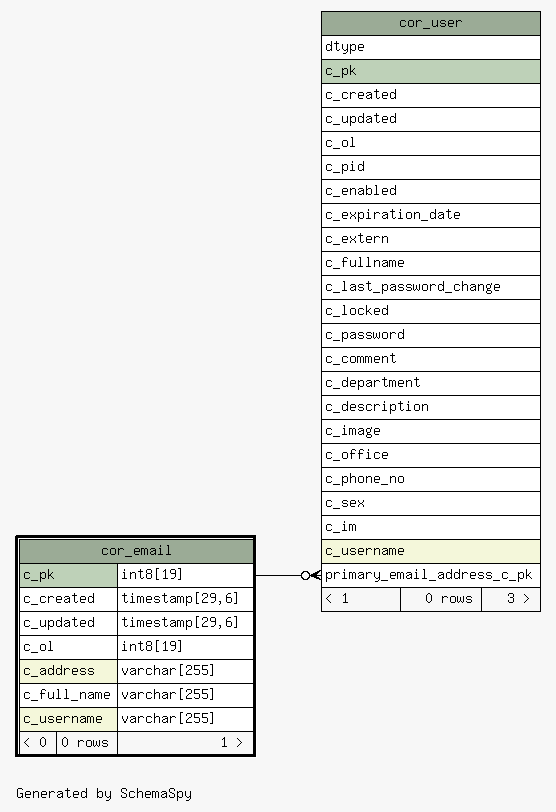 cor_user
dtype
c_pk
c_created
c_updated
c_ol
c_pid
c_enabled
c_expiration_date
c_extern
c_fullname
c_last_password_change
c_locked
c_password
c_comment
c_department
c_description
c_image
c_office
c_phone_no
c_sex
c_im
c_username
primary_email_address_c_pk
< 1 0 rows 3 >
cor_email
c_pk int8[19]
c_created timestamp[29,6]
c_updated timestamp[29,6]
c_ol int8[19]
c_address varchar[255]
c_full_name varchar[255]
c_username varchar[255]
< 0 0 rows 1 >
Generated by SchemaSpy